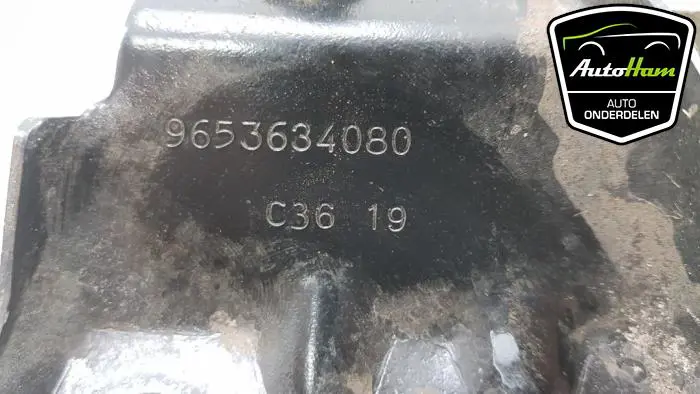 AutoHam
AUTO
ONDERDELEN
9653634080
C36 19